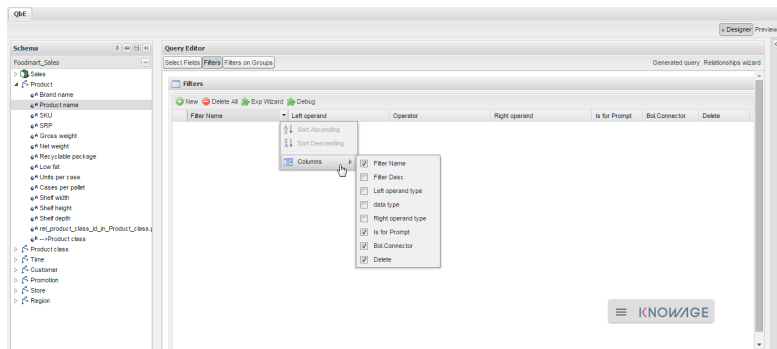 QbE
« Designer Preview
Schema
Query Editor
Foodmart_Sales
Select Fields Filters Filters on Groups
Generated query Relationships wizard
Sales
Product
Brand name
Product name
SKU
SRP
Gross weight
Net weight
Recyclable package
Low fat
Units per case
Cases per pallet
Shelf width
Shelf height
Shelf depth
rel_product_class_id_in_Product_class.p
-->Product class
Product class
Time
Customer
Promotion
Store
Region
Filters
New Delete All Exp Wizard Debug
Filter Name Left operand Operator Right operand Is for Prompt Bol.Connector Delete
Sort Ascending
Sort Descending
Columns
Filter Name
Filter Desc.
Left operand type
data type
Right operand type
Is for Prompt
Bol.Connector
Delete
KNOWAGE